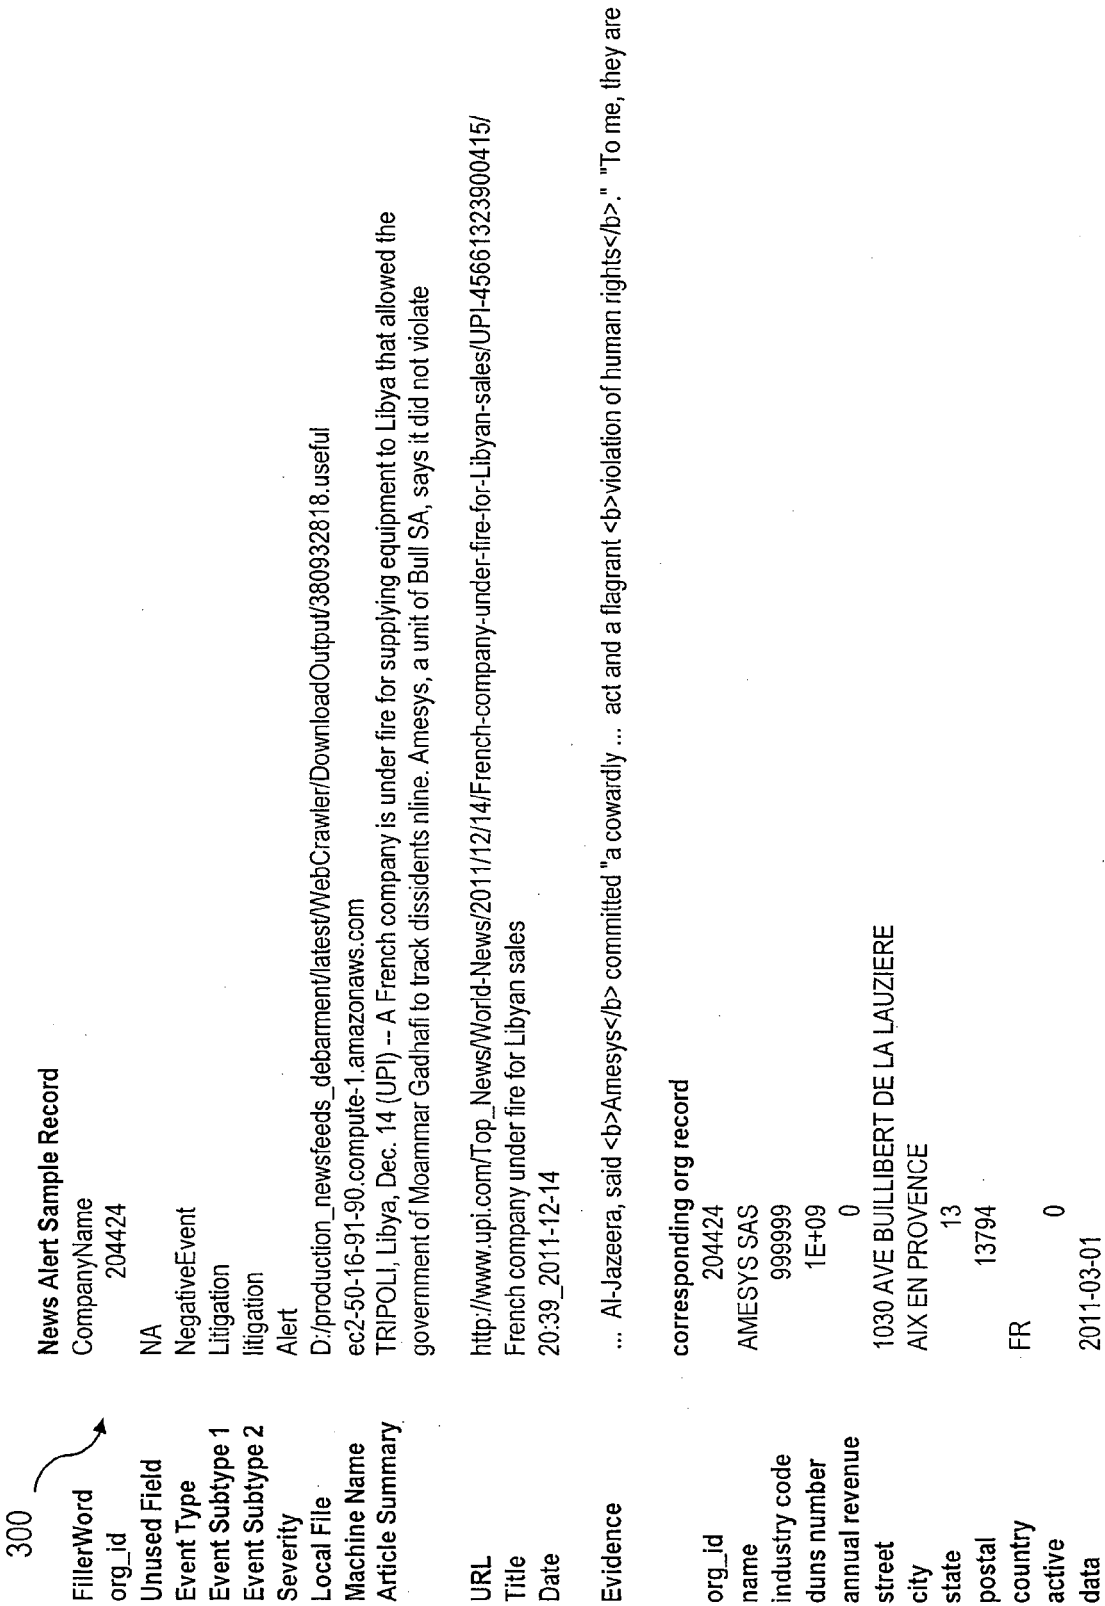 300
News Alert Sample Record
FillerWord CompanyName
org_id 204424
Unused Field NA
Event Type NegativeEvent
Event Subtype 1 Litigation
Event Subtype 2 litigation
Severity Alert
Local File D:/production_newsfeeds_debarment/latest/WebCrawler/DownloadOutput/380932818.useful
Machine Name ec2-50-16-91-90.compute-1.amazonaws.com
Article Summary TRIPOLI, Libya, Dec. 14 (UPI) -- A French company is under fire for supplying equipment to Libya that allowed the
government of Moammar Gadhafi to track dissidents nline. Amesys, a unit of Bull SA, says it did not violate
URL http://www.upi.com/Top_News/World-News/2011/12/14/French-company-under-fire-for-Libyan-sales/UPI-45661323900415/
Title French company under fire for Libyan sales
Date 20:39_2011-12-14
Evidence ... Al-Jazeera, said <b>Amesys</b> committed "a cowardly ... act and a flagrant <b>violation of human rights</b>." "To me, they are
corresponding org record
org_id 204424
name AMESYS SAS
industry code 999999
duns number 1E+09
annual revenue 0
street 1030 AVE BUILLIBERT DE LA LAUZIERE
city AIX EN PROVENCE
state 13
postal 13794
country FR
active 0
data 2011-03-01